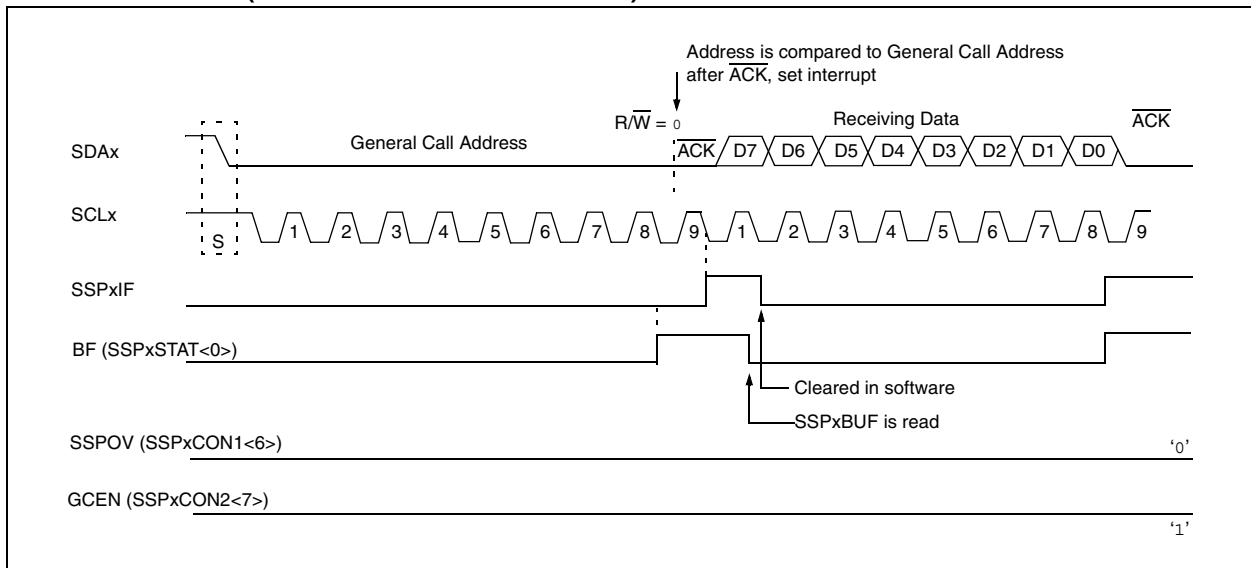 Address is compared to General Call Address
after ACK, set interrupt
R/W = 0
Receiving Data
ACK
SDAx
General Call Address
ACK D7 D6 D5 D4 D3 D2 D1 D0
SCLx
S
1 2 3 4 5 6 7 8 9 1 2 3 4 5 6 7 8 9
SSPxIF
BF (SSPxSTAT<0>)
Cleared in software
SSPxBUF is read
SSPOV (SSPxCON1<6>)
‘0’
GCEN (SSPxCON2<7>)
‘1’